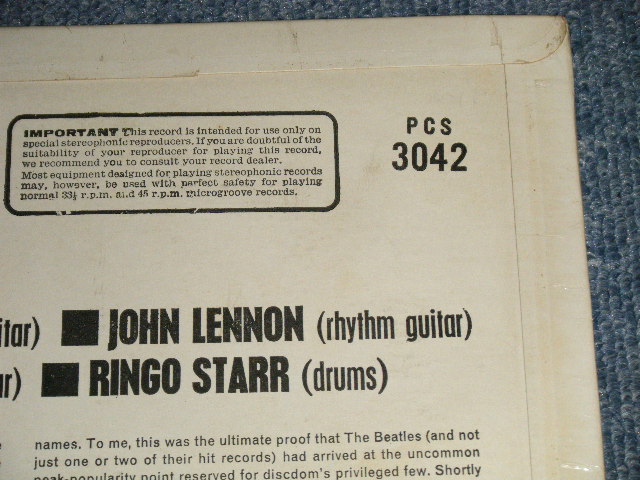 IMPORTANT This record is intended for use only on
special stereophonic reproducers. If you are doubtful of the
suitability of your reproducer for playing this record,
we recommend you to consult your record dealer.
Most equipment designed for playing stereophonic records
may, however, be used with perfect safety for playing
normal 33⅓ r.p.m. and 45 r.p.m. microgroove records.
PCS
3042
itar) ■ JOHN LENNON (rhythm guitar)
ar) ■ RINGO STARR (drums)
names. To me, this was the ultimate proof that The Beatles (and not
just one or two of their hit records) had arrived at the uncommon
peak-popularity point reserved for discdom's privileged few. Shortly